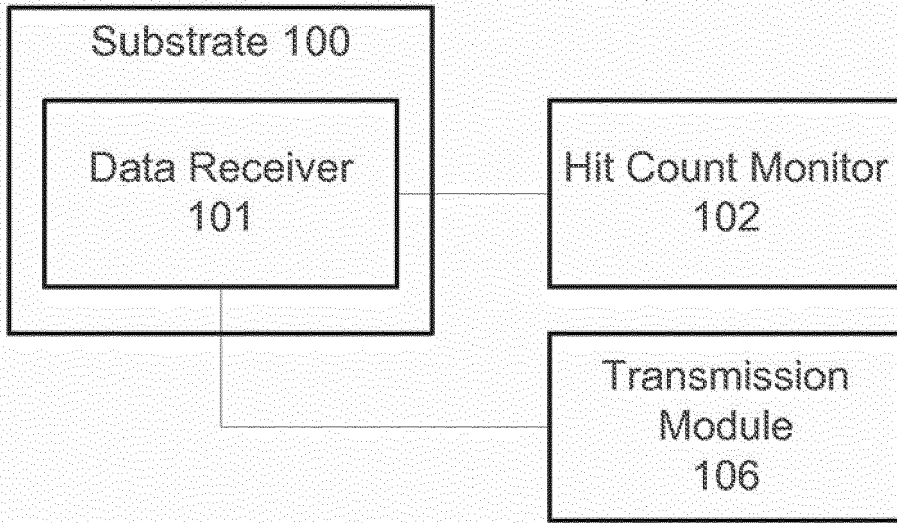 Substrate 100
Data Receiver
101
Hit Count Monitor
102
Transmission
Module
106